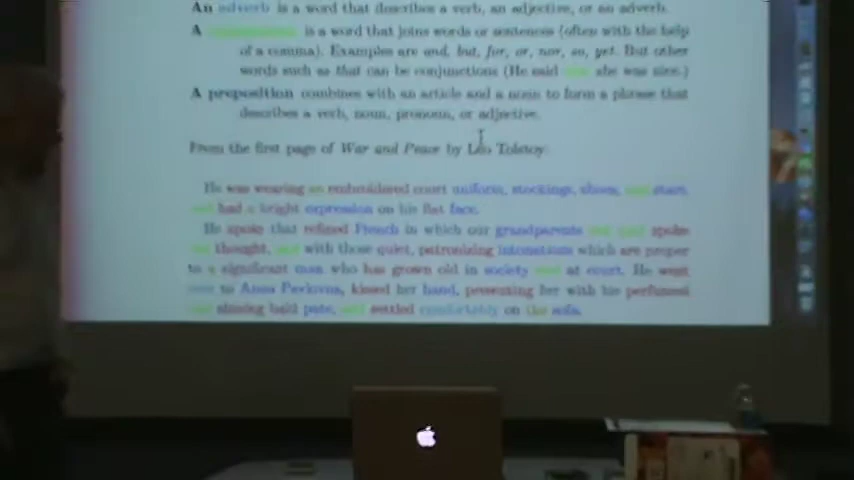 An adverb is a word that describes a verb, an adjective, or an adverb.
A conjunction is a word that joins words or sentences (often with the help
of a comma). Examples are and, but, for, or, nor, so, yet. But other
words such as that can be conjunctions (He said that she was nice.)
A preposition combines with an article and a noun to form a phrase that
describes a verb, noun, pronoun, or adjective.
From the first page of War and Peace by Leo Tolstoy
He was wearing an embroidered court uniform, stockings, shoes, and stars,
and had a bright expression on his flat face.
He spoke that refined French in which our grandparents not only spoke
but thought, and with those quiet, patronizing intonations which are proper
to a significant man who has grown old in society and at court. He went
to Anna Pavlovna, kissed her hand, presenting her with his perfumed
and shining bald pate, and settled comfortably on the sofa.